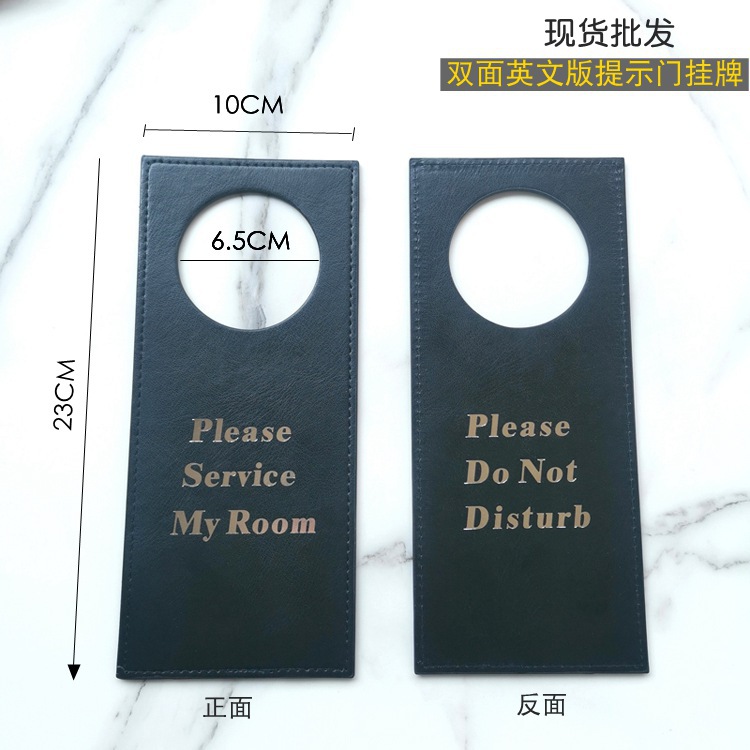 现货批发
双面英文版提示门挂牌
10CM
6.5CM
23CM
Please
Service
My Room
Please
Do Not
Disturb
正面
反面